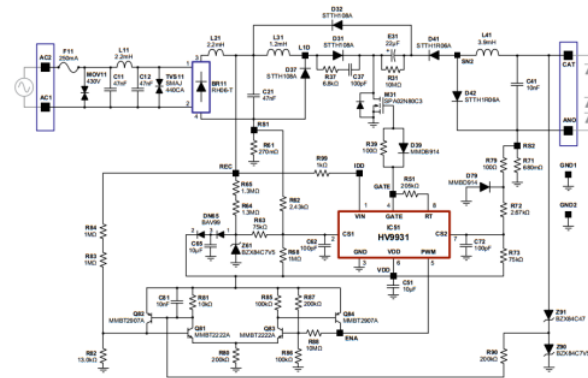 D32
STTH108A
L21
2.2mH
L31
1.2mH
D31
STTH108A
E31
22µF
D41
STTH1R06A
L41
3.9mH
AC2
F11
250mA
L11
2.2mH
L1D
SN2
CAT
MOV11
430V
C11
47nF
C12
47nF
TVS11
SMAJ
440CA
BR11
RH06-T
C21
47nF
D37
STTH108A
R37
6.8kΩ
C37
100pF
R31
10MΩ
M31
SPA02N80C3
D42
STTH1R06A
C41
10nF
AC1
ANO
RS1
R61
270mΩ
R39
100Ω
D39
MMBD914
RS2
R79
100Ω
R71
680mΩ
GND1
REC
R99
1kΩ
IDD
GATE
R51
205kΩ
D79
MMBD914
R65
1.3MΩ
R64
1.3MΩ
R62
2.43kΩ
R72
2.87kΩ
GND2
R84
1MΩ
VIN
GATE
RT
DN65
BAV99
R63
75kΩ
IC51
HV9931
CS1
CS2
C65
10µF
Z61
BZX84C7V5
R68
1MΩ
C62
100pF
GND
VDD
PWM
C72
100pF
R73
75kΩ
R83
1MΩ
VDD
C51
10µF
C81
10nF
R81
10kΩ
R85
100kΩ
R87
200kΩ
Q82
MMBT2907A
Q84
MMBT2907A
Q81
MMBT2222A
Q83
MMBT2222A
R88
10MΩ
ENA
Z91
BZX84C47
R82
13.0kΩ
R89
200kΩ
R86
100kΩ
R90
200kΩ
Z90
BZX84C7V5